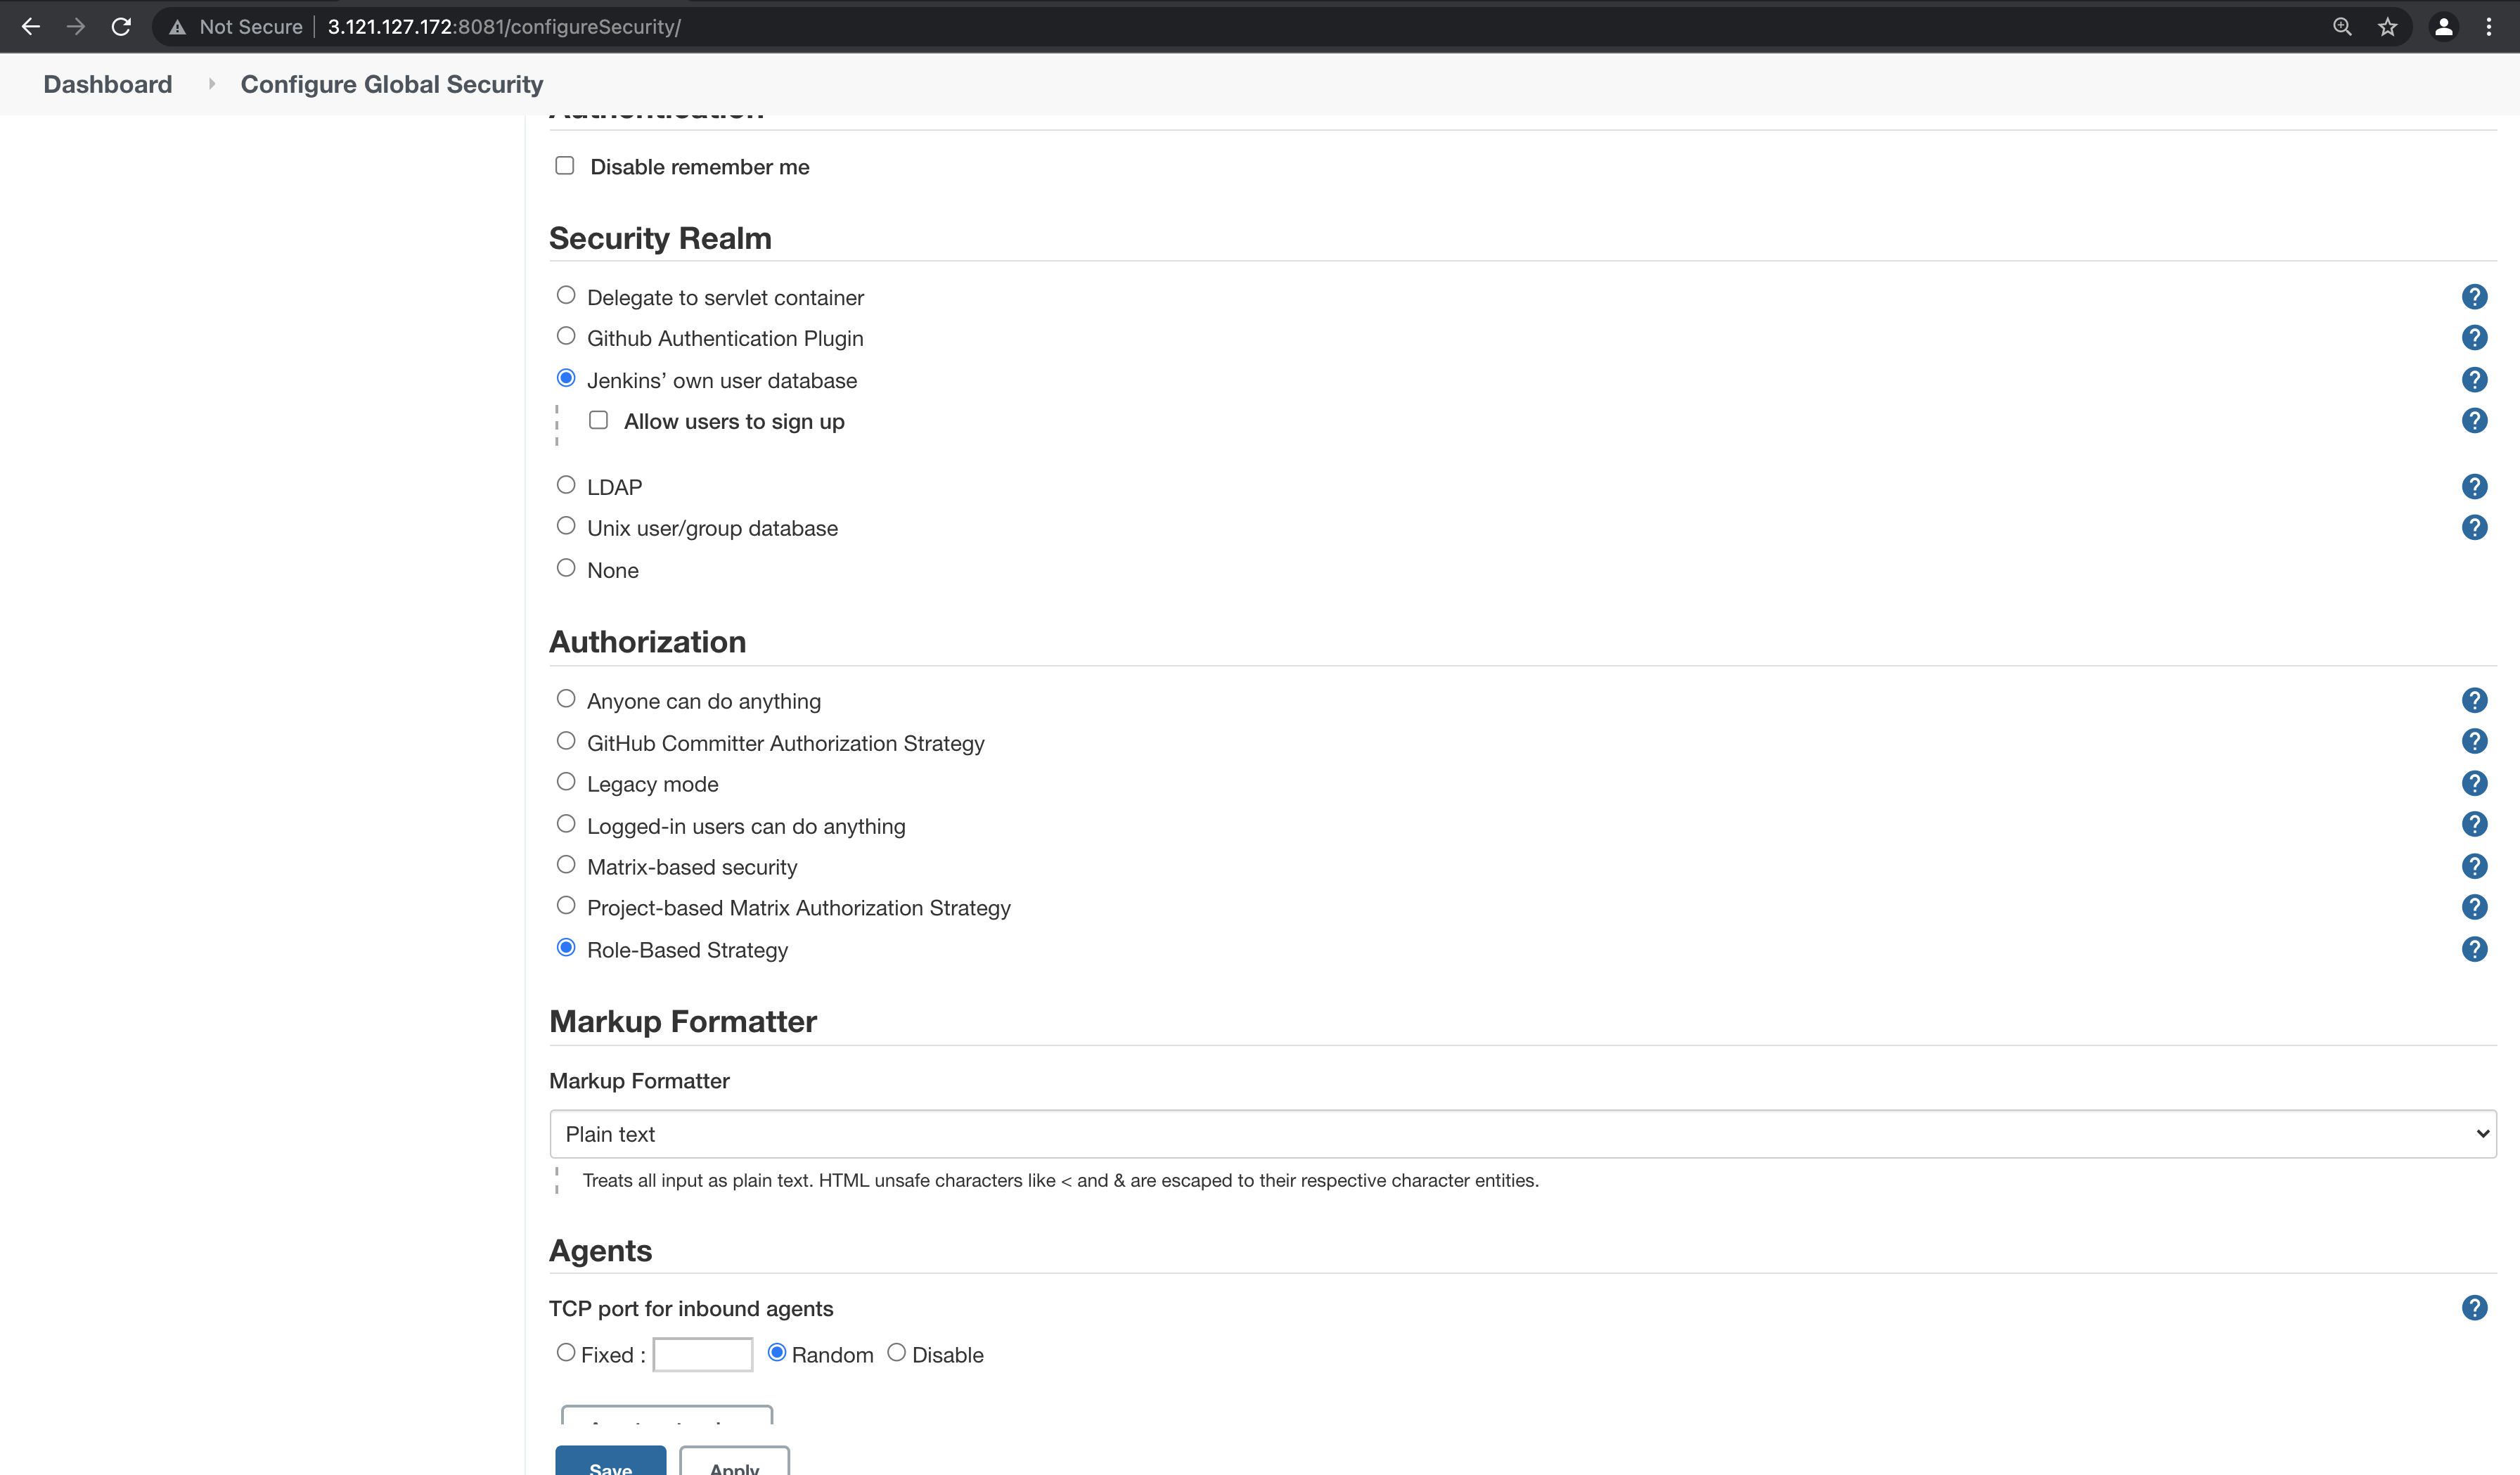 Not Secure | 3.121.127.172:8081/configureSecurity/
Dashboard Configure Global Security
Authentication
Disable remember me
Security Realm
Delegate to servlet container
Github Authentication Plugin
Jenkins’ own user database
Allow users to sign up
LDAP
Unix user/group database
None
Authorization
Anyone can do anything
GitHub Committer Authorization Strategy
Legacy mode
Logged-in users can do anything
Matrix-based security
Project-based Matrix Authorization Strategy
Role-Based Strategy
Markup Formatter
Markup Formatter
Plain text
Treats all input as plain text. HTML unsafe characters like < and & are escaped to their respective character entities.
Agents
TCP port for inbound agents
Fixed : Random Disable
Save Apply